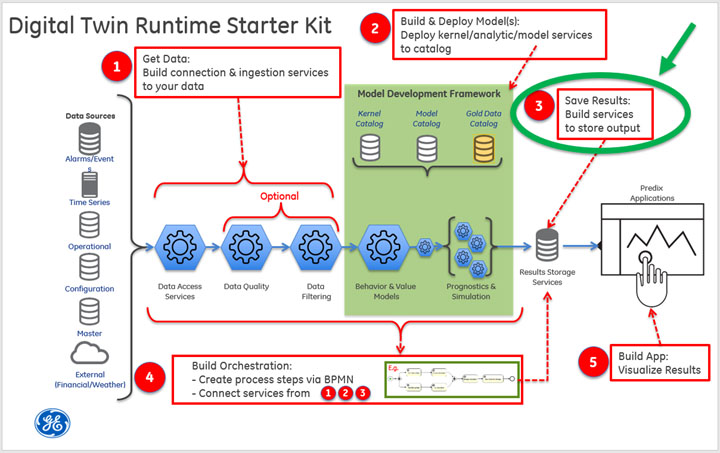 Digital Twin Runtime Starter Kit
1
Get Data:
Build connection & ingestion services
to your data
2
Build & Deploy Model(s):
Deploy kernel/analytic/model services
to catalog
3
Save Results:
Build services
to store output
Model Development Framework
Kernel
Catalog
Model
Catalog
Gold Data
Catalog
Data Sources
Alarms/Event
s
Time Series
Operational
Configuration
Master
External
(Financial/Weather)
Optional
Data Access
Services
Data Quality
Data
Filtering
Behavior & Value
Models
Prognostics &
Simulation
Results Storage
Services
Predix
Applications
4
Build Orchestration:
- Create process steps via BPMN
- Connect services from 1 2 3
E.g.
5
Build App:
Visualize Results
GE